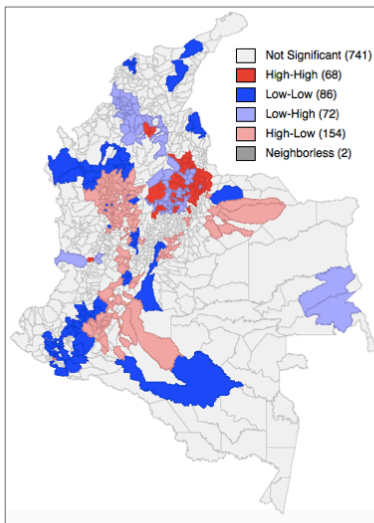 Not Significant (741)
High-High (68)
Low-Low (86)
Low-High (72)
High-Low (154)
Neighborless (2)